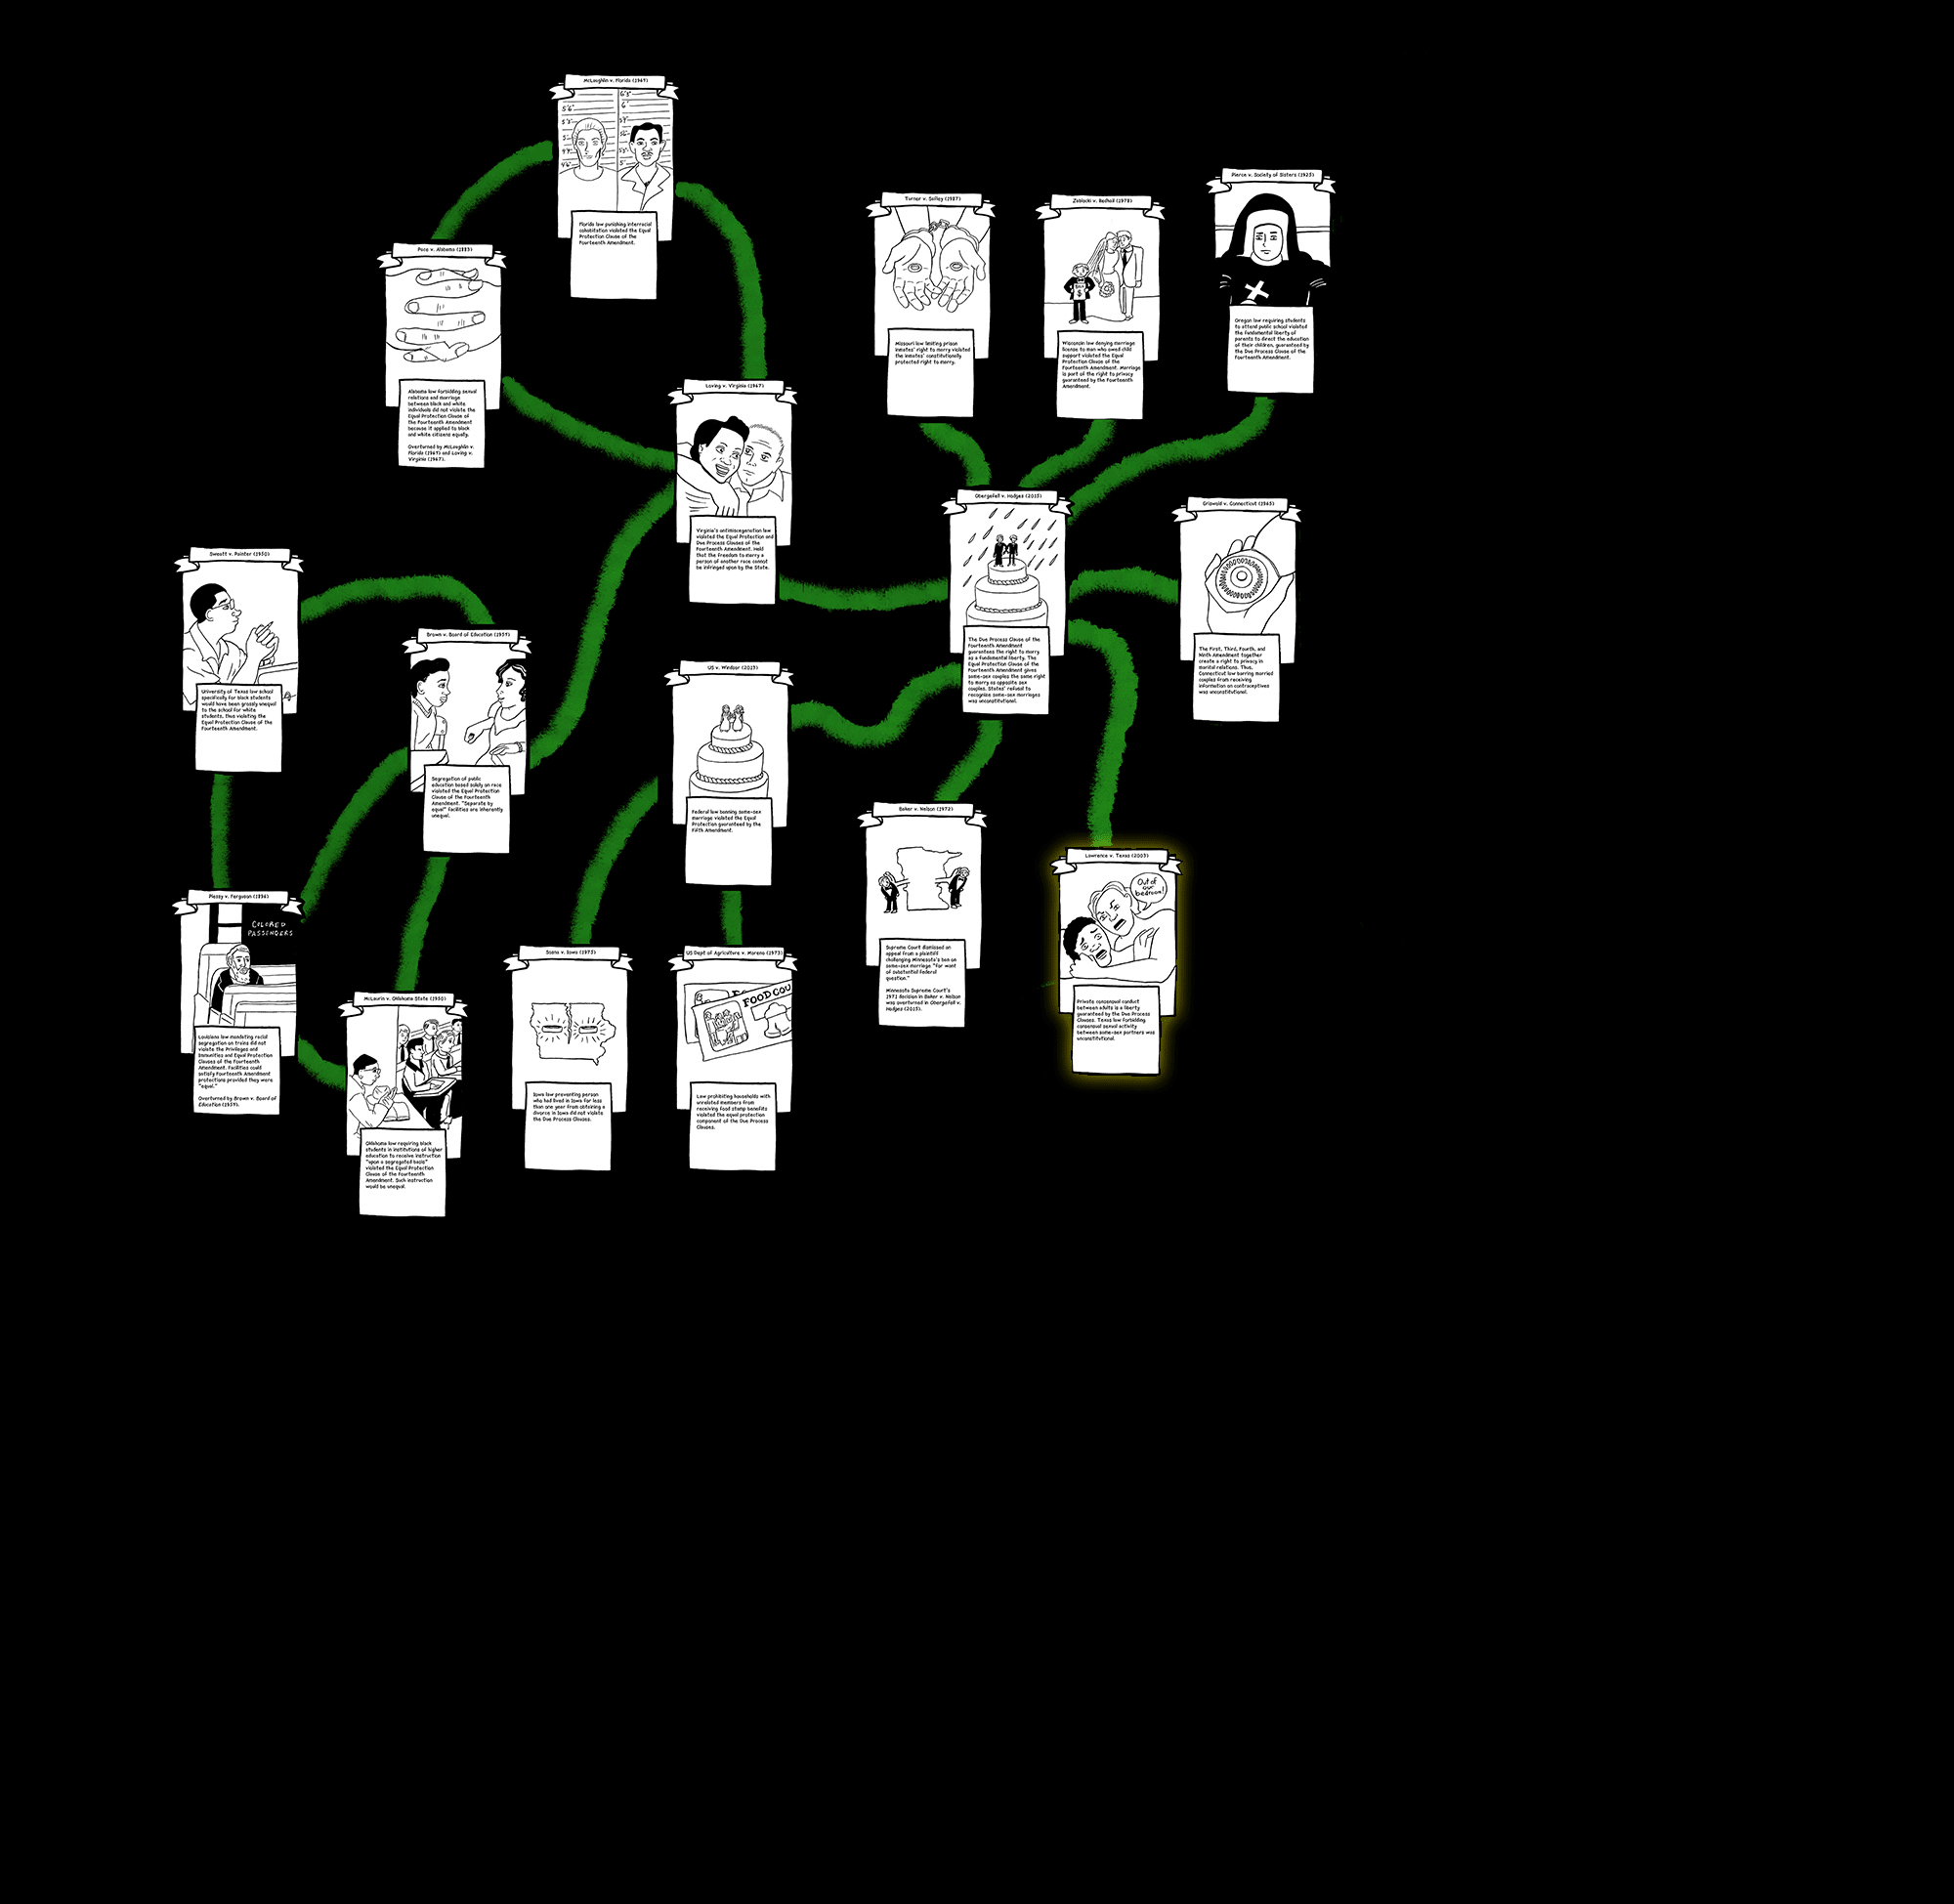 McLaughlin v. Florida (1964)
Florida law punishing interracial
cohabitation violated the Equal
Protection Clause of the
Fourteenth Amendment.
Pace v. Alabama (1883)
Alabama law forbidding sexual
relations and marriage
between black and white
individuals did not violate the
Equal Protection Clause of
the Fourteenth Amendment
because it applied to black
and white citizens equally.
Overturned by McLaughlin v.
Florida (1964) and Loving v.
Virginia (1967).
Turner v. Safley (1987)
Missouri law limiting prison
inmates' right to marry violated
the inmates' constitutionally
protected right to marry.
Zablocki v. Redhail (1978)
Wisconsin law denying marriage
license to man who owed child
support violated the Equal
Protection Clause of the
Fourteenth Amendment. Marriage
is part of the right to privacy
guaranteed by the Fourteenth
Amendment.
Pierce v. Society of Sisters (1925)
Oregon law requiring students
to attend public school violated
the fundamental liberty of
parents to direct the education
of their children, guaranteed by
the Due Process Clause of the
Fourteenth Amendment.
Loving v. Virginia (1967)
Virginia's antimiscegenation law
violated the Equal Protection and
Due Process Clauses of the
Fourteenth Amendment. Held
that the freedom to marry a
person of another race cannot
be infringed upon by the State.
Obergefell v. Hodges (2015)
The Due Process Clause of the
Fourteenth Amendment
guarantees the right to marry
as a fundamental liberty. The
Equal Protection Clause of the
Fourteenth Amendment gives
same-sex couples the same right
to marry as opposite sex
couples. States' refusal to
recognize same-sex marriages
was unconstitutional.
Griswold v. Connecticut (1965)
The First, Third, Fourth, and
Ninth Amendment together
create a right to privacy in
marital relations. Thus,
Connecticut law barring married
couples from receiving
information on contraceptives
was unconstitutional.
Sweatt v. Painter (1950)
University of Texas law school
specifically for black students
would have been grossly unequal
to the school for white
students, thus violating the
Equal Protection Clause of the
Fourteenth Amendment.
Brown v. Board of Education (1954)
Segregation of public
education based solely on race
violated the Equal Protection
Clause of the Fourteenth
Amendment. "Separate by
equal" facilities are inherently
unequal.
US v. Windsor (2013)
Federal law banning same-sex
marriage violated the Equal
Protection guaranteed by the
Fifth Amendment.
Baker v. Nelson (1972)
Supreme Court dismissed an
appeal from a plaintiff
challenging Minnesota's ban on
same-sex marriage "for want
of substantial federal
question."
Minnesota Supreme Court's
1971 decision in Baker v. Nelson
was overturned in Obergefell v.
Hodges (2015).
Lawrence v. Texas (2003)
Out of
our
bedroom!
Private consensual conduct
between adults is a liberty
guaranteed by the Due Process
Clauses. Texas law forbidding
consensual sexual activity
between same-sex partners was
unconstitutional.
Plessy v. Ferguson (1896)
COLORED
PASSENGERS
Louisiana law mandating racial
segregation on trains did not
violate the Privileges and
Immunities and Equal Protection
Clauses of the Fourteenth
Amendment. Facilities could
satisfy Fourteenth Amendment
protections provided they were
"equal."
Overturned by Brown v. Board of
Education (1954).
McLaurin v. Oklahoma State (1950)
Oklahoma law requiring black
students in institutions of higher
education to receive instruction
"upon a segregated basis"
violated the Equal Protection
Clause of the Fourteenth
Amendment. Such instruction
would be unequal.
Sosna v. Iowa (1975)
Iowa law preventing person
who had lived in Iowa for less
than one year from obtaining a
divorce in Iowa did not violate
the Due Process Clauses.
US Dept of Agriculture v. Moreno (1973)
FOOD COU
Law prohibiting households with
unrelated members from
receiving food stamp benefits
violated the equal protection
component of the Due Process
Clauses.